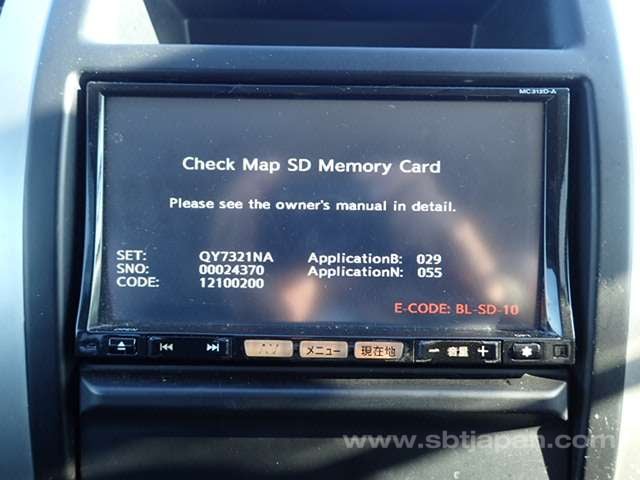 MC312D-A
Check Map SD Memory Card
Please see the owner's manual in detail.
SET: QY7321NA ApplicationB: 029
SNO: 00024370 ApplicationN: 055
CODE: 12100200
E-CODE: BL-SD-10
AV メニュー 現在地 － 音量 ＋
www.sbtjapan.com